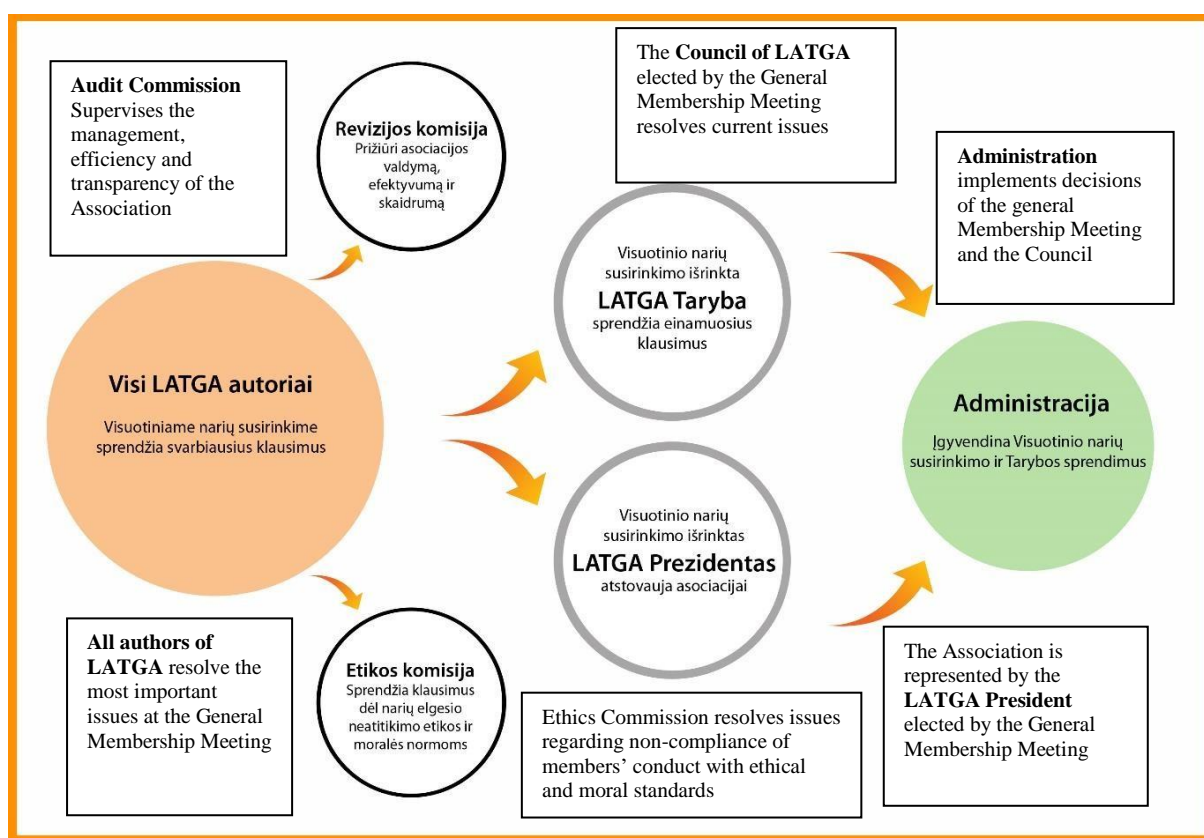 Audit Commission
Supervises the
management,
efficiency and
transparency of the
Association
Revizijos komisija
Prižiūri asociacijos
valdymą,
efektyvumą ir
skaidrumą
The Council of LATGA
elected by the General
Membership Meeting
resolves current issues
Administration
implements decisions
of the general
Membership Meeting
and the Council
Visi LATGA autoriai
Visuotiniame narių susirinkime
sprendžia svarbiausius klausimus
Visuotinio narių
susirinkimo išrinkta
LATGA Taryba
sprendžia einamuosius
klausimus
Visuotinio narių
susirinkimo išrinktas
LATGA Prezidentas
atstovauja asociacijai
Administracija
Įgyvendina Visuotinio narių
susirinkimo ir Tarybos sprendimus
All authors of
LATGA resolve the
most important
issues at the General
Membership Meeting
Etikos komisija
Sprendžia klausimus
dėl narių elgesio
neatitikimo etikos ir
moralės normoms
Ethics Commission resolves issues
regarding non-compliance of
members’ conduct with ethical
and moral standards
The Association is
represented by the
LATGA President
elected by the General
Membership Meeting